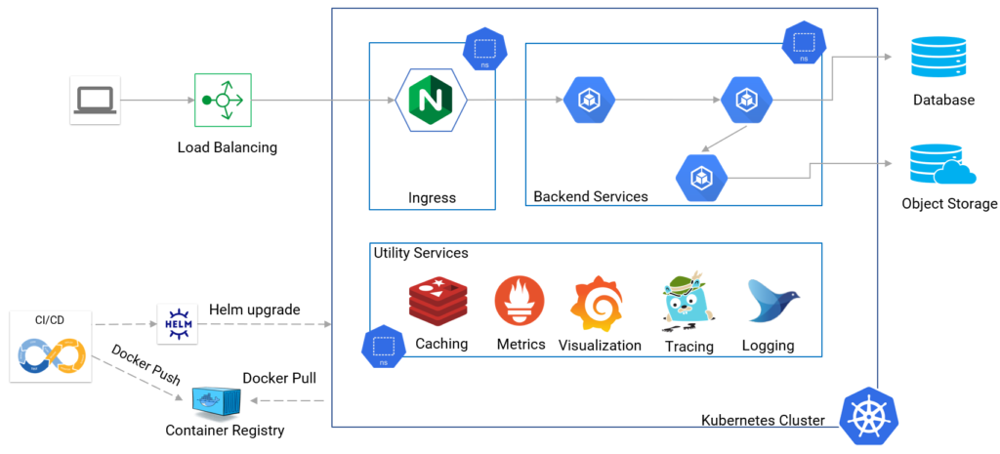 ns
ns
N
Load Balancing
Ingress
Backend Services
Database
Object Storage
Utility Services
Caching
Metrics
Visualization
Tracing
Logging
ns
CI/CD
HELM
Helm upgrade
Docker Push
Docker Pull
Container Registry
Kubernetes Cluster